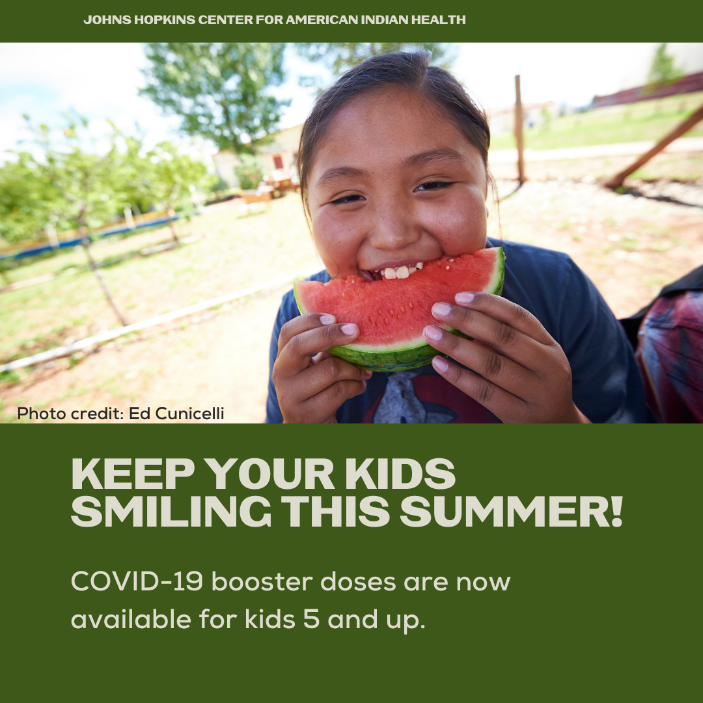 JOHNS HOPKINS CENTER FOR AMERICAN INDIAN HEALTH
Photo credit: Ed Cunicelli
KEEP YOUR KIDS
SMILING THIS SUMMER!
COVID-19 booster doses are now
available for kids 5 and up.